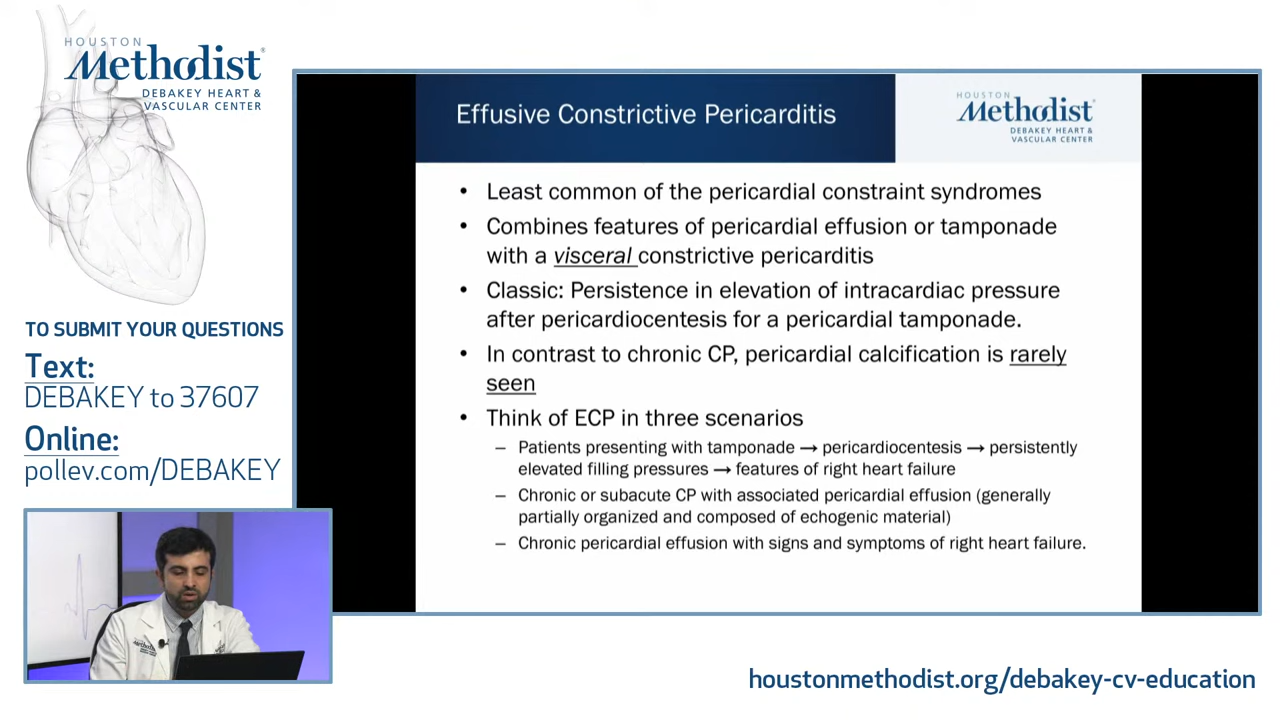 HOUSTON
Methodist®
DEBAKEY HEART &
VASCULAR CENTER
TO SUBMIT YOUR QUESTIONS
Text:
DEBAKEY to 37607
Online:
pollev.com/DEBAKEY
Effusive Constrictive Pericarditis
HOUSTON
Methodist®
DEBAKEY HEART &
VASCULAR CENTER
• Least common of the pericardial constraint syndromes
• Combines features of pericardial effusion or tamponade
with a visceral constrictive pericarditis
• Classic: Persistence in elevation of intracardiac pressure
after pericardiocentesis for a pericardial tamponade.
• In contrast to chronic CP, pericardial calcification is rarely
seen
• Think of ECP in three scenarios
– Patients presenting with tamponade → pericardiocentesis → persistently
elevated filling pressures → features of right heart failure
– Chronic or subacute CP with associated pericardial effusion (generally
partially organized and composed of echogenic material)
– Chronic pericardial effusion with signs and symptoms of right heart failure.
Methodist
houstonmethodist.org/debakey-cv-education